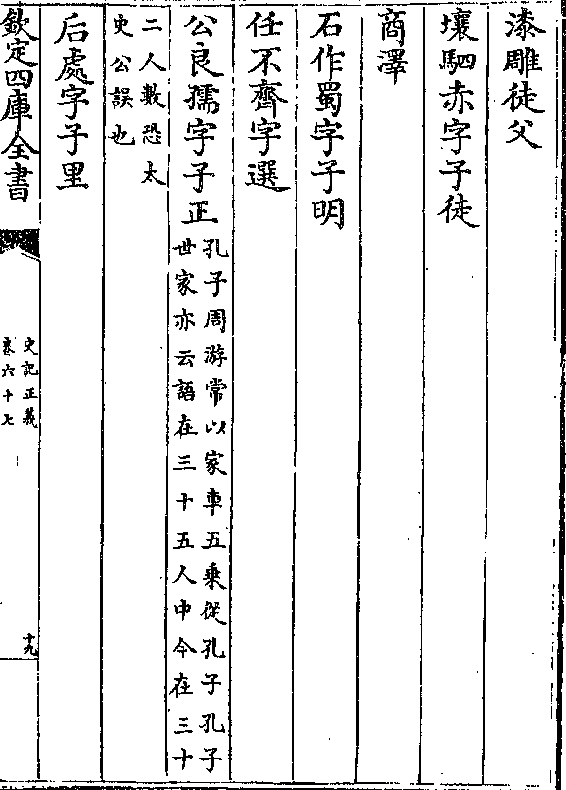 漆雕徒父
壤駟赤字子徒
商澤
石作蜀字子明
任不齊字選
公良孺字子正
孔子周游常以家車五乗從孔子孔子
世家亦云語在三十五人中今在三十
二人數恐太
史公誤也
后處字子里
欽定四庫全書
史記正義
卷六十七
十九